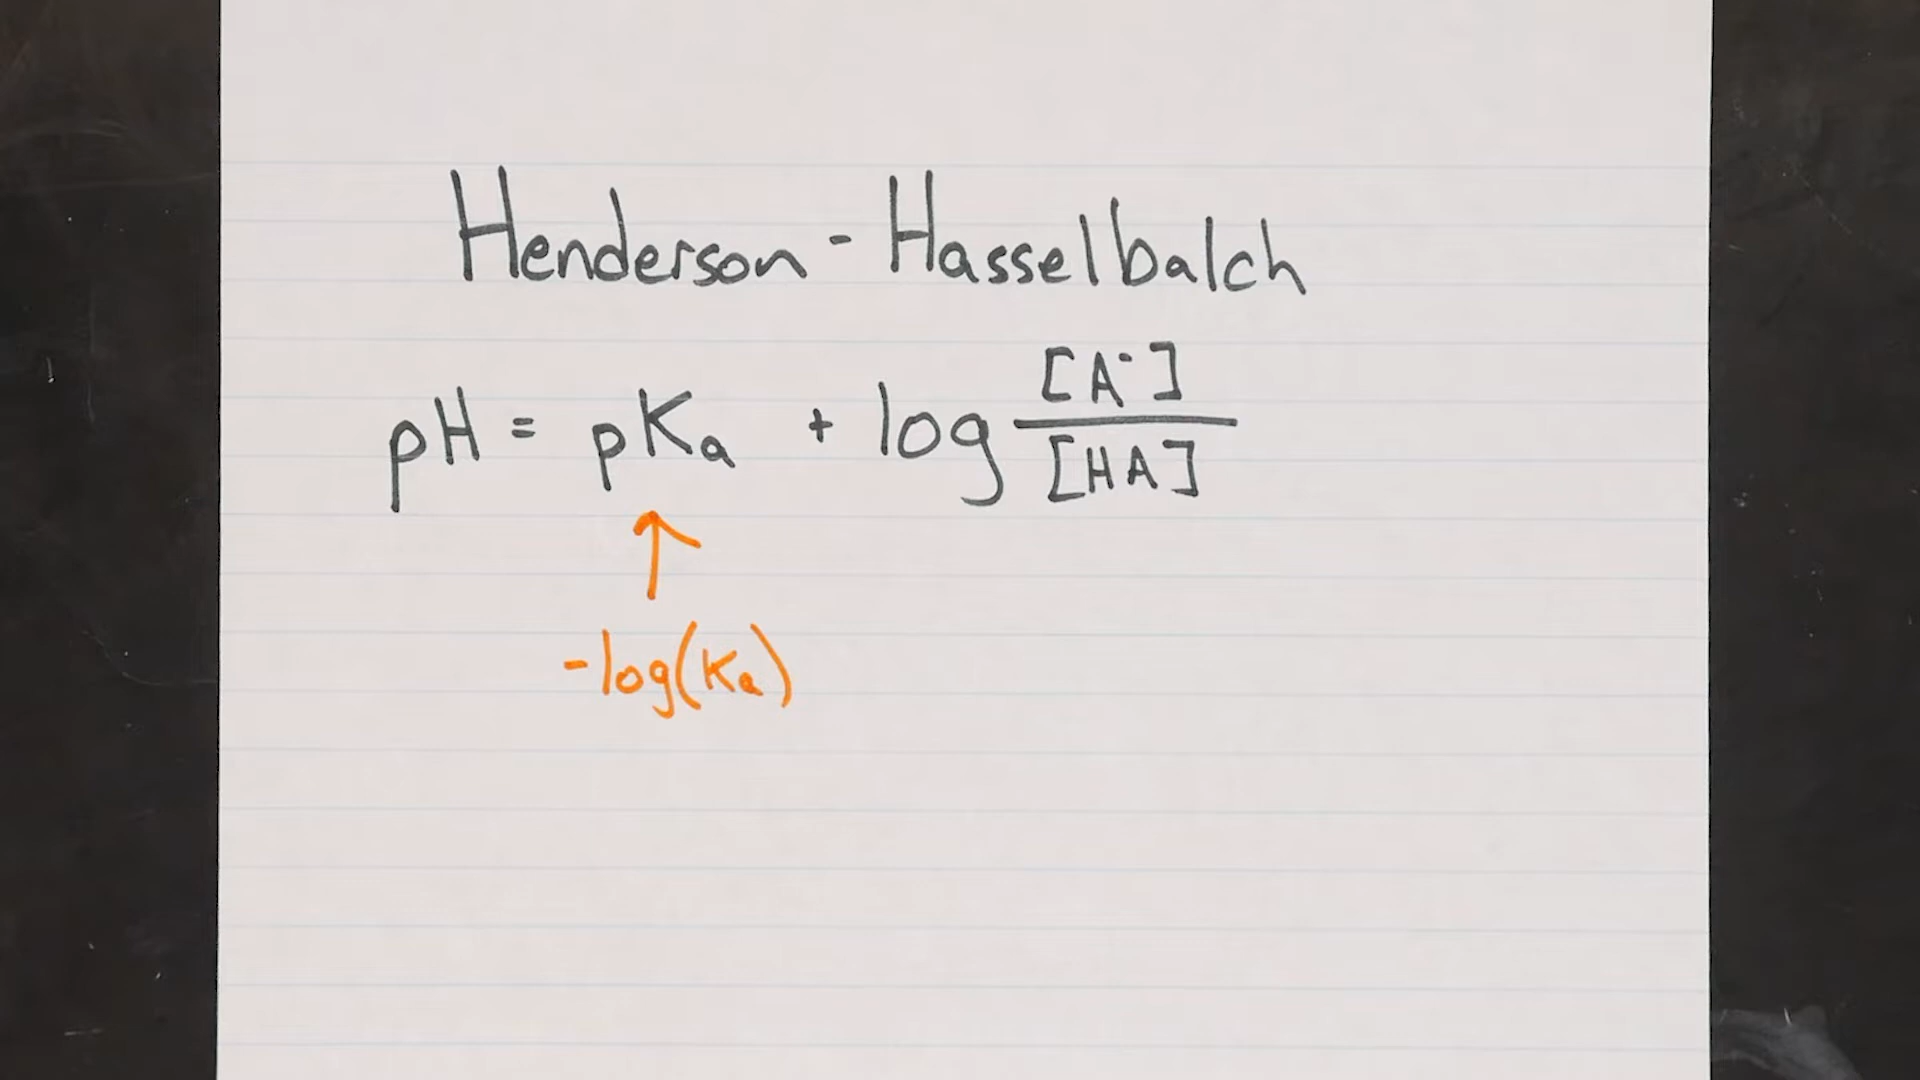 Henderson - Hasselbalch
pH = pKa + log [A-]/[HA]
↑
-log(Ka)